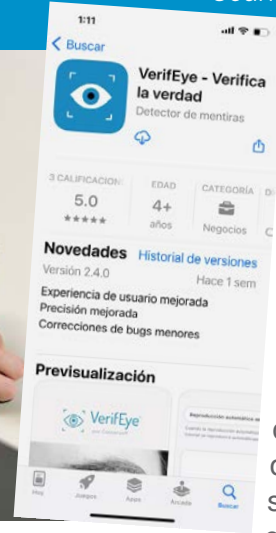 1:11
Buscar
VerifEye - Verifica
la verdad
Detector de mentiras
3 CALIFICACION
EDAD
CATEGORÍA
5.0
4+
★★★★★
años
Negocios
Novedades
Historial de versiones
Versión 2.4.0
Hace 1 sem
Experiencia de usuario mejorada
Precisión mejorada
Correcciones de bugs menores
Previsualización
VerifEye
Hoy
Juegos
Apps
Arcade
Buscar